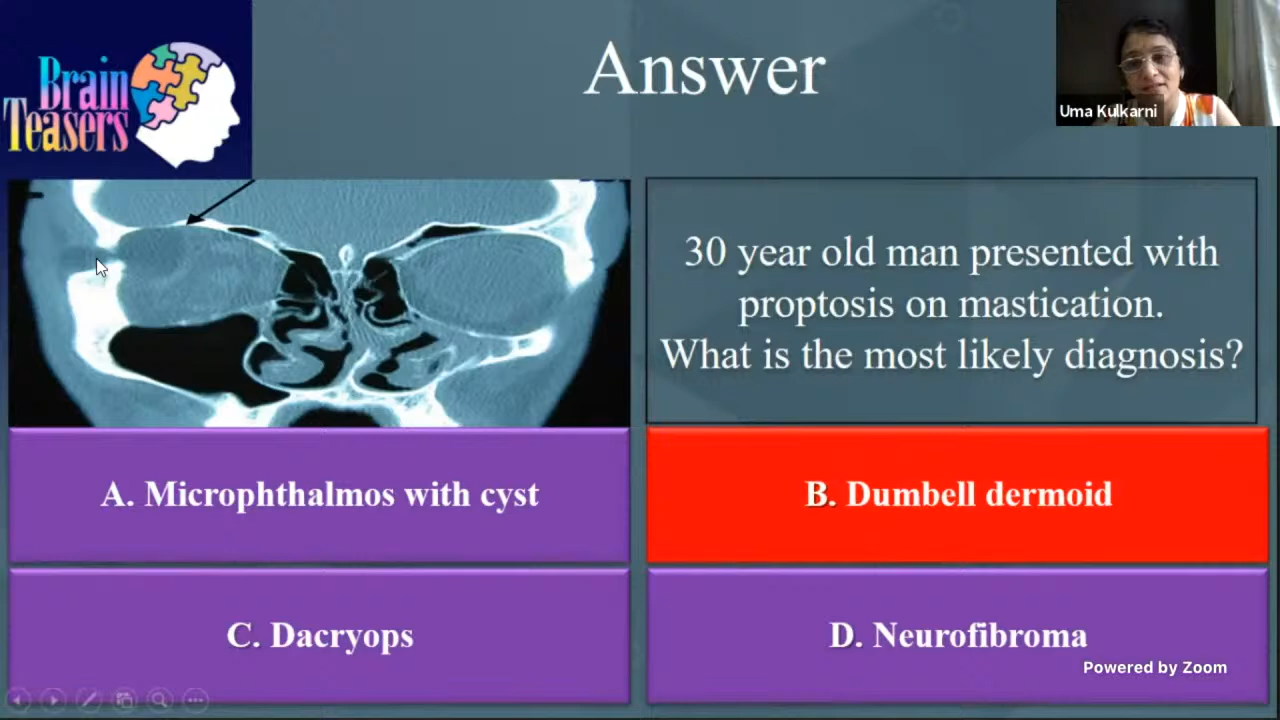 Brain
Teasers
Answer
Uma Kulkarni
30 year old man presented with
proptosis on mastication.
What is the most likely diagnosis?
A. Microphthalmos with cyst
B. Dumbell dermoid
C. Dacryops
D. Neurofibroma
Powered by Zoom